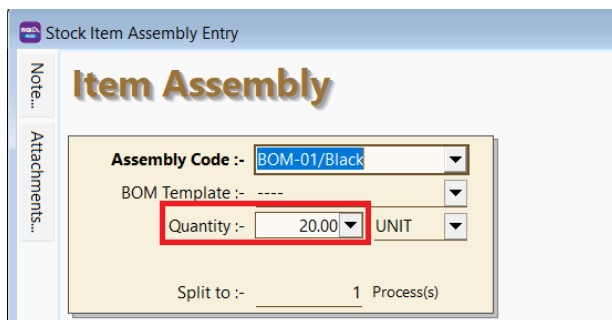 Stock Item Assembly Entry
Note...
Attachments...
Item Assembly
Assembly Code :- BOM-01/Black
BOM Template :- ----
Quantity :- 20.00 UNIT
Split to :- 1 Process(s)